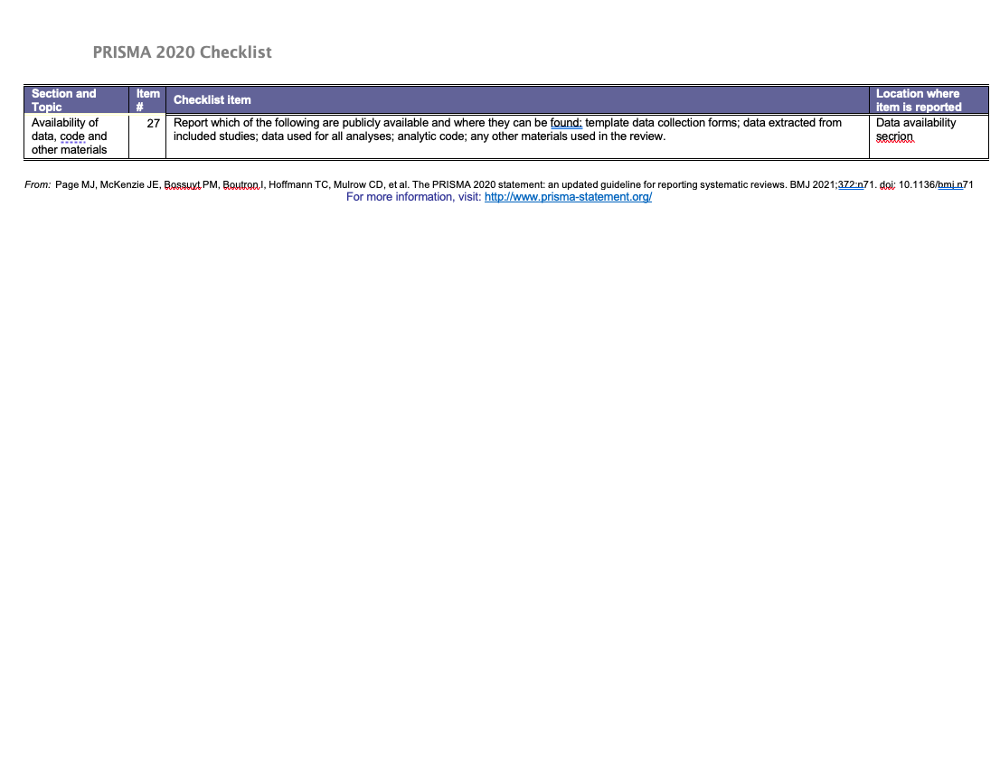 PRISMA 2020 Checklist
Section and Topic
Item #
Checklist item
Location where item is reported
Availability of data, code and other materials
27
Report which of the following are publicly available and where they can be found: template data collection forms; data extracted from
included studies; data used for all analyses; analytic code; any other materials used in the review.
Data availability secrion
From: Page MJ, McKenzie JE, Bossuyt PM, Boutron I, Hoffmann TC, Mulrow CD, et al. The PRISMA 2020 statement: an updated guideline for reporting systematic reviews. BMJ 2021;372:n71. doi: 10.1136/bmj.n71
For more information, visit: http://www.prisma-statement.org/